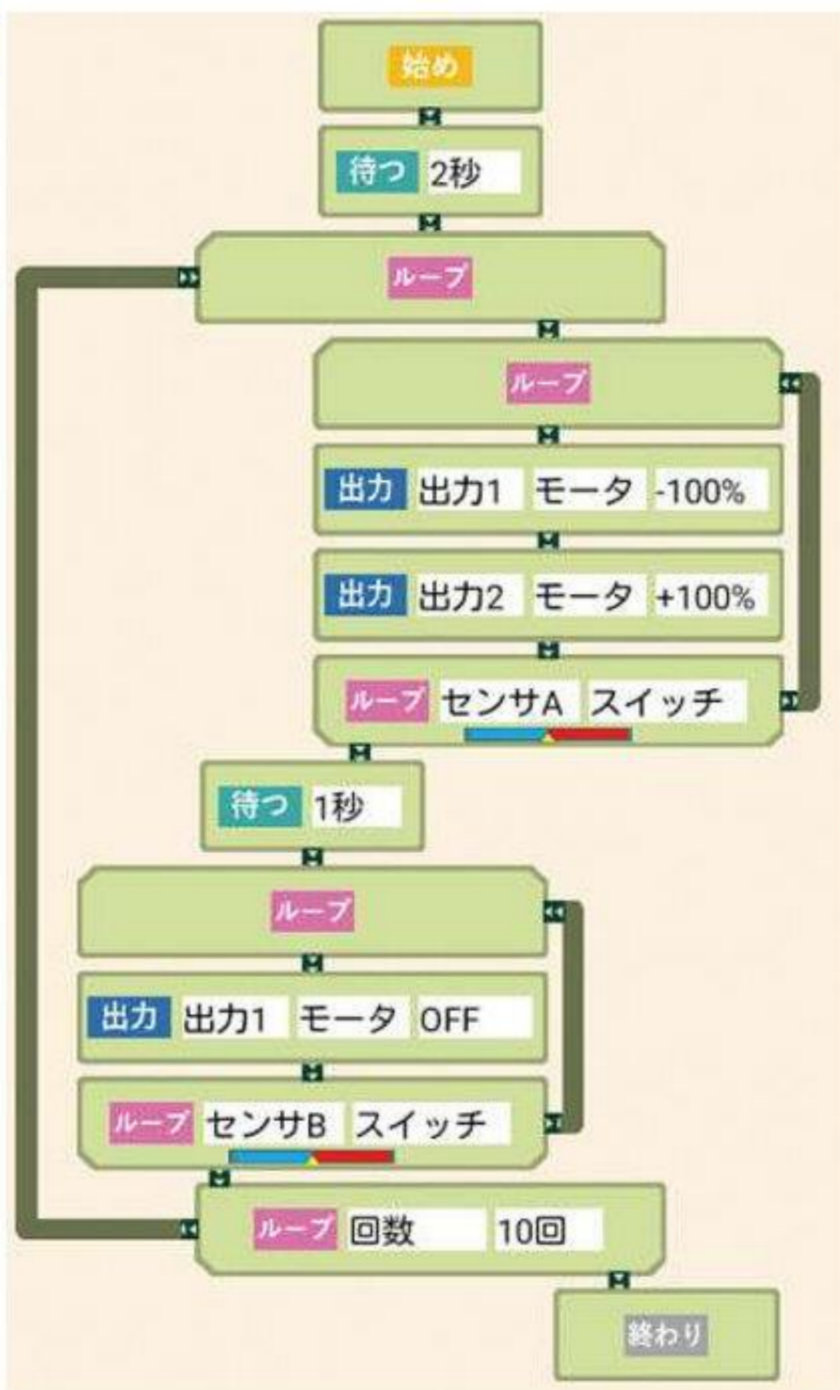 始め
待つ 2秒
ループ
ループ
出力 出力1 モータ -100%
出力 出力2 モータ +100%
ループ センサA スイッチ
待つ 1秒
ループ
出力 出力1 モータ OFF
ループ センサB スイッチ
ループ 回数 10回
終わり